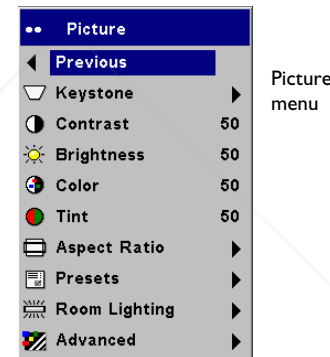 Picture
Previous
Keystone
Contrast 50
Brightness 50
Color 50
Tint 50
Aspect Ratio
Presets
Room Lighting
Advanced
Picture
menu